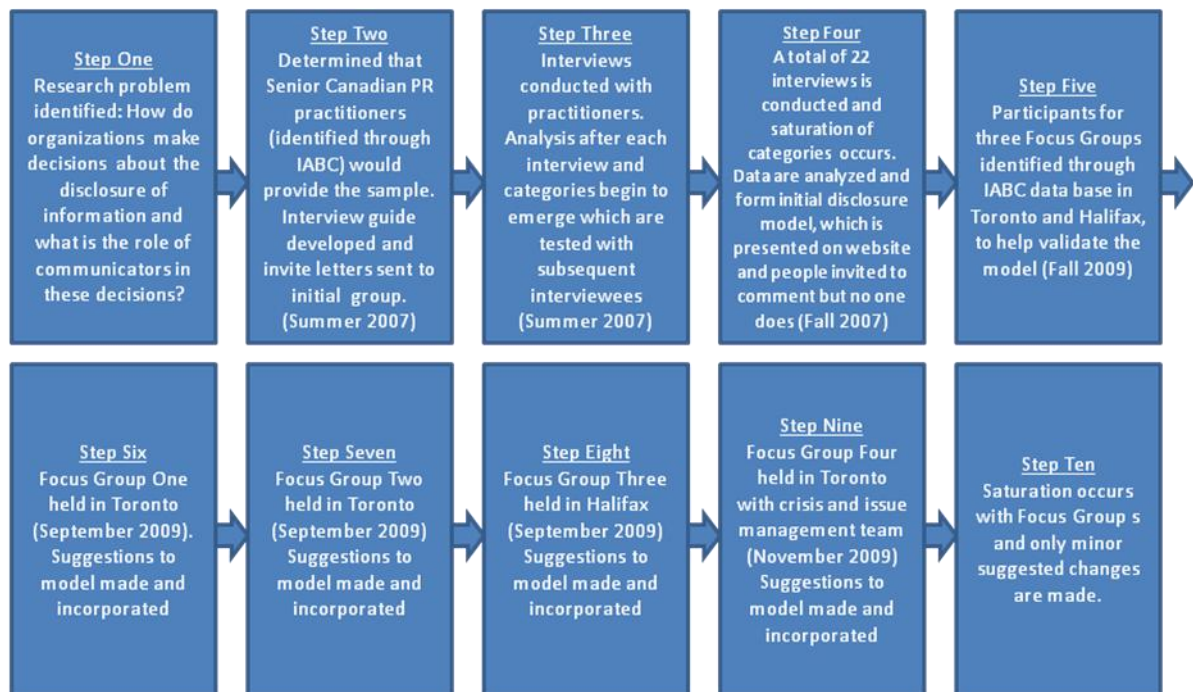 Step One
Research problem
identified: How do
organizations make
decisions about the
disclosure of
information and
what is the role of
communicators in
these decisions?
Step Two
Determined that
Senior Canadian PR
practitioners
(identified through
IABC) would
provide the sample.
Interview guide
developed and
invite letters sent to
initial group.
(Summer 2007)
Step Three
Interviews
conducted with
practitioners.
Analysis after each
interview and
categories begin to
emerge which are
tested with
subsequent
interviewees
(Summer 2007)
Step Four
A total of 22
interviews is
conducted and
saturation of
categories occurs.
Data are analyzed and
form initial disclosure
model, which is
presented on website
and people invited to
comment but no one
does (Fall 2007)
Step Five
Participants for
three Focus Groups
identified through
IABC data base in
Toronto and Halifax,
to help validate the
model (Fall 2009)
Step Six
Focus Group One
held in Toronto
(September 2009).
Suggestions to
model made and
incorporated
Step Seven
Focus Group Two
held in Toronto
(September 2009)
Suggestions to
model made and
incorporated
Step Eight
Focus Group Three
held in Halifax
(September 2009)
Suggestions to
model made and
incorporated
Step Nine
Focus Group Four
held in Toronto
with crisis and issue
management team
(November 2009)
Suggestions to
model made and
incorporated
Step Ten
Saturation occurs
with Focus Group s
and only minor
suggested changes
are made.